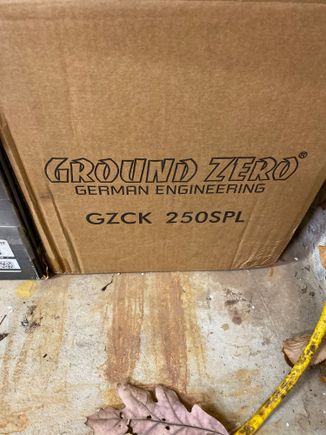 GROUND ZERO®
GERMAN ENGINEERING
GZCK 250SPL